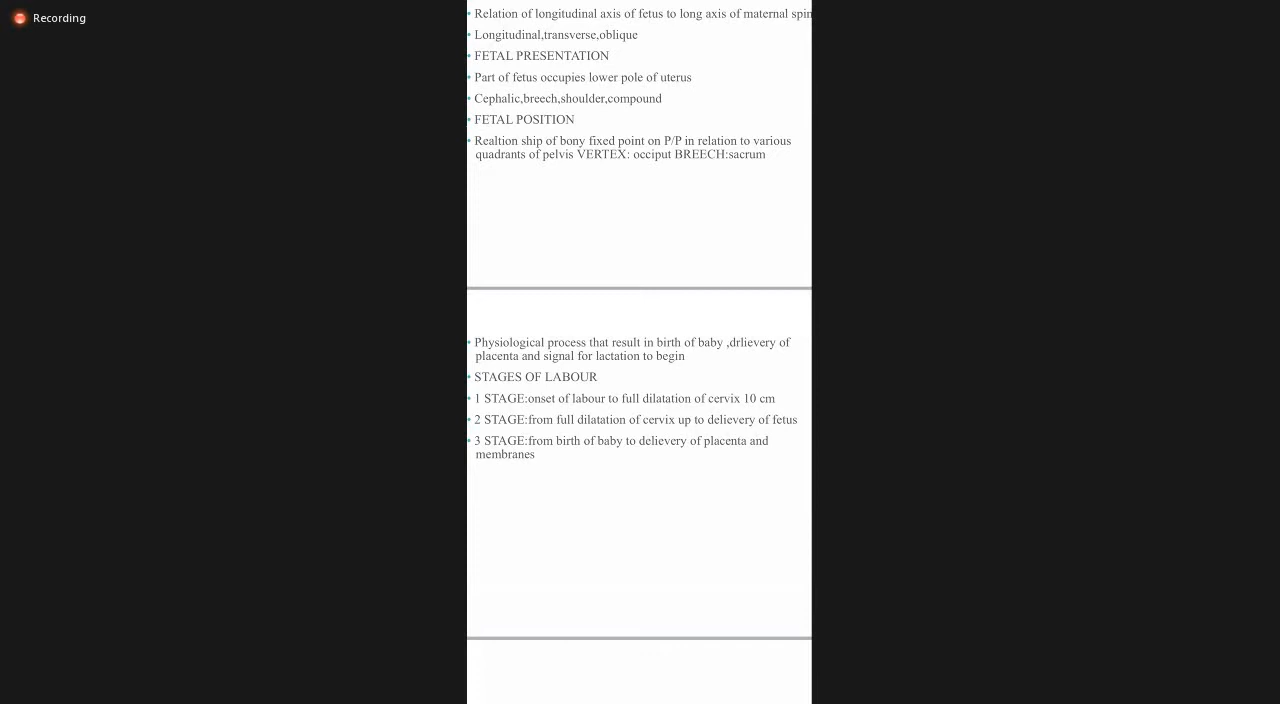 Recording
• Relation of longitudinal axis of fetus to long axis of maternal spin
• Longitudinal,transverse,oblique
• FETAL PRESENTATION
• Part of fetus occupies lower pole of uterus
• Cephalic,breech,shoulder,compound
• FETAL POSITION
• Realtion ship of bony fixed point on P/P in relation to various
quadrants of pelvis VERTEX: occiput BREECH:sacrum
• Physiological process that result in birth of baby ,drlievery of
placenta and signal for lactation to begin
• STAGES OF LABOUR
• 1 STAGE:onset of labour to full dilatation of cervix 10 cm
• 2 STAGE:from full dilatation of cervix up to delievery of fetus
• 3 STAGE:from birth of baby to delievery of placenta and
membranes